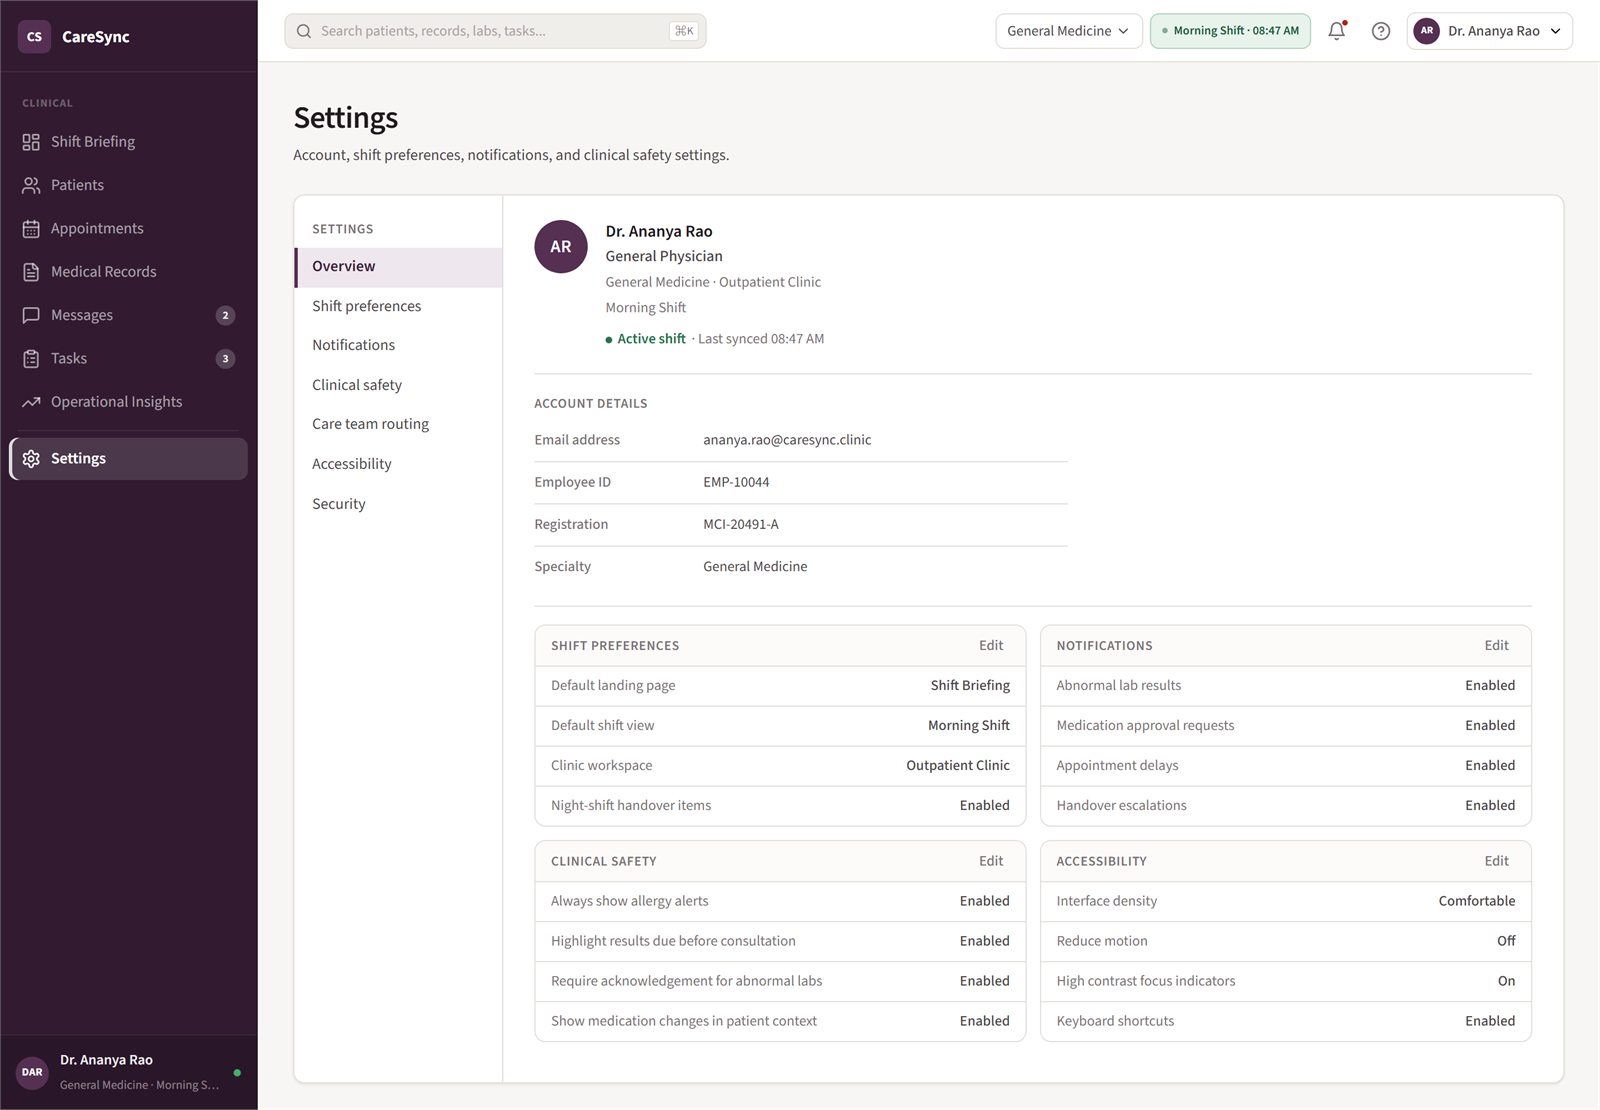 CS CareSync
Search patients, records, labs, tasks... ⌘K
General Medicine
Morning Shift · 08:47 AM
AR Dr. Ananya Rao
CLINICAL
Shift Briefing
Patients
Appointments
Medical Records
Messages 2
Tasks 3
Operational Insights
Settings
DAR
Dr. Ananya Rao
General Medicine · Morning S...
Settings
Account, shift preferences, notifications, and clinical safety settings.
SETTINGS
Overview
Shift preferences
Notifications
Clinical safety
Care team routing
Accessibility
Security
AR
Dr. Ananya Rao
General Physician
General Medicine · Outpatient Clinic
Morning Shift
Active shift · Last synced 08:47 AM
ACCOUNT DETAILS
Email address ananya.rao@caresync.clinic
Employee ID EMP-10044
Registration MCI-20491-A
Specialty General Medicine
SHIFT PREFERENCES Edit
Default landing page Shift Briefing
Default shift view Morning Shift
Clinic workspace Outpatient Clinic
Night-shift handover items Enabled
NOTIFICATIONS Edit
Abnormal lab results Enabled
Medication approval requests Enabled
Appointment delays Enabled
Handover escalations Enabled
CLINICAL SAFETY Edit
Always show allergy alerts Enabled
Highlight results due before consultation Enabled
Require acknowledgement for abnormal labs Enabled
Show medication changes in patient context Enabled
ACCESSIBILITY Edit
Interface density Comfortable
Reduce motion Off
High contrast focus indicators On
Keyboard shortcuts Enabled